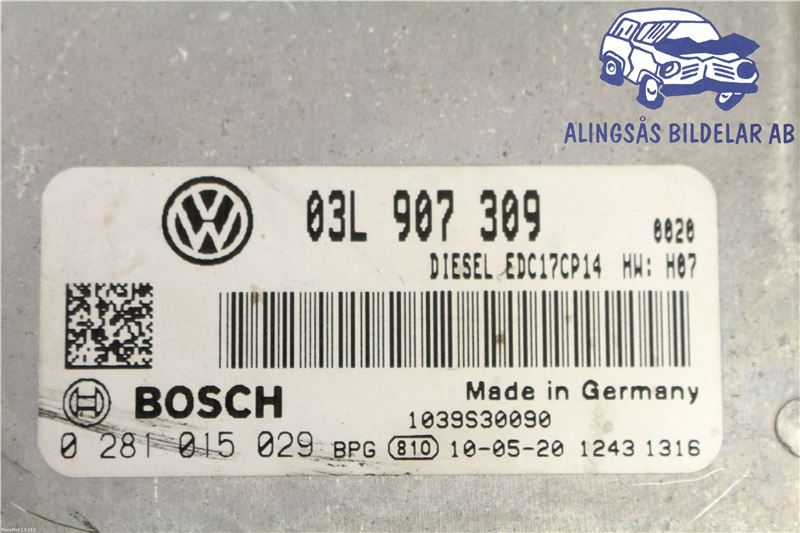 ALINGSÅS BILDELAR AB
03L 907 309
0020
DIESEL EDC17CP14 HW: H07
BOSCH
Made in Germany
1039S30090
0 281 015 029 BPG 810 10-05-20 1243 1316